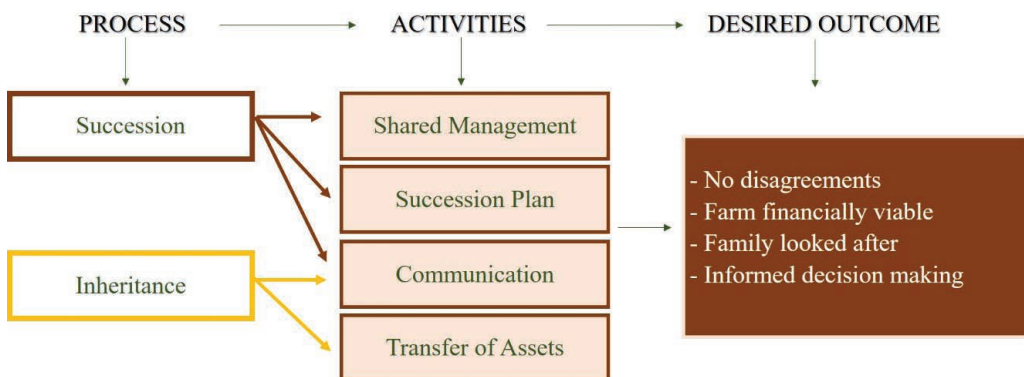 PROCESS
ACTIVITIES
DESIRED OUTCOME
Succession
Inheritance
Shared Management
Succession Plan
Communication
Transfer of Assets
- No disagreements
- Farm financially viable
- Family looked after
- Informed decision making